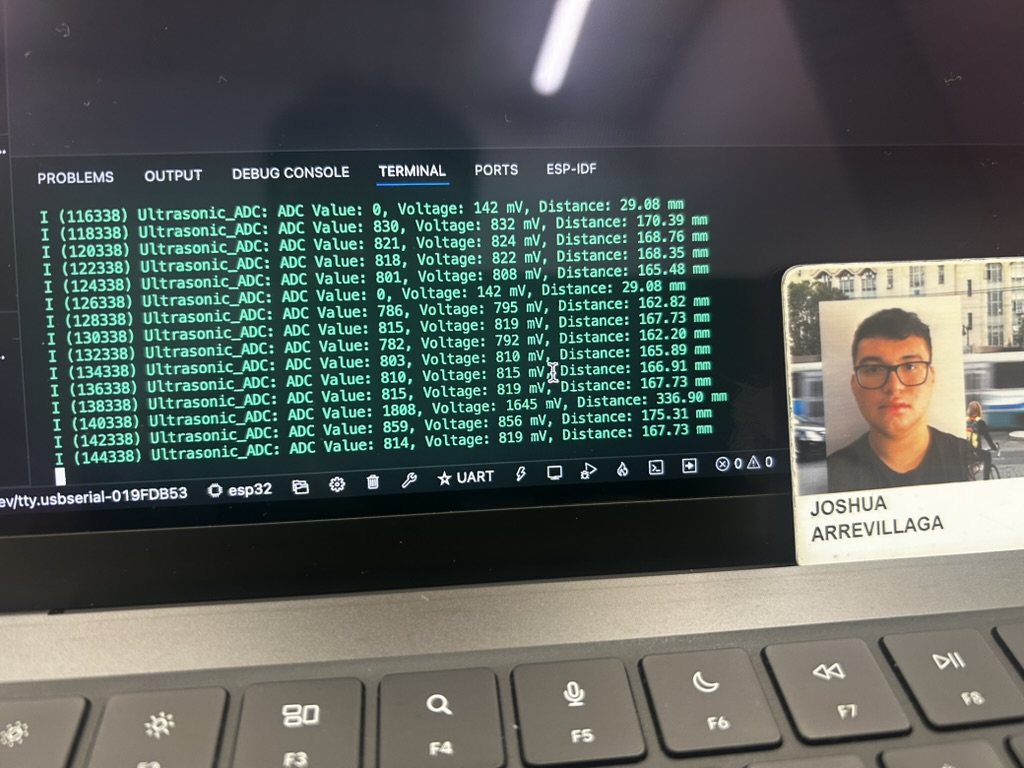 PROBLEMS OUTPUT DEBUG CONSOLE TERMINAL PORTS ESP-IDF
I (116338) Ultrasonic_ADC: ADC Value: 0, Voltage: 142 mV, Distance: 29.08 mm
I (118338) Ultrasonic_ADC: ADC Value: 830, Voltage: 832 mV, Distance: 170.39 mm
I (120338) Ultrasonic_ADC: ADC Value: 821, Voltage: 824 mV, Distance: 168.76 mm
I (122338) Ultrasonic_ADC: ADC Value: 818, Voltage: 822 mV, Distance: 168.35 mm
I (124338) Ultrasonic_ADC: ADC Value: 801, Voltage: 808 mV, Distance: 165.48 mm
I (126338) Ultrasonic_ADC: ADC Value: 0, Voltage: 142 mV, Distance: 29.08 mm
I (128338) Ultrasonic_ADC: ADC Value: 786, Voltage: 795 mV, Distance: 162.82 mm
I (130338) Ultrasonic_ADC: ADC Value: 815, Voltage: 819 mV, Distance: 167.73 mm
I (132338) Ultrasonic_ADC: ADC Value: 782, Voltage: 792 mV, Distance: 162.20 mm
I (134338) Ultrasonic_ADC: ADC Value: 803, Voltage: 810 mV, Distance: 165.89 mm
I (136338) Ultrasonic_ADC: ADC Value: 810, Voltage: 815 mV, Distance: 166.91 mm
I (138338) Ultrasonic_ADC: ADC Value: 815, Voltage: 819 mV, Distance: 167.73 mm
I (140338) Ultrasonic_ADC: ADC Value: 1808, Voltage: 1645 mV, Distance: 336.90 mm
I (142338) Ultrasonic_ADC: ADC Value: 859, Voltage: 856 mV, Distance: 175.31 mm
I (144338) Ultrasonic_ADC: ADC Value: 814, Voltage: 819 mV, Distance: 167.73 mm
ev/tty.usbserial-019FDB53 esp32 UART 0 0
JOSHUA
ARREVILLAGA
F3 F4 F5 F6 F7 F8